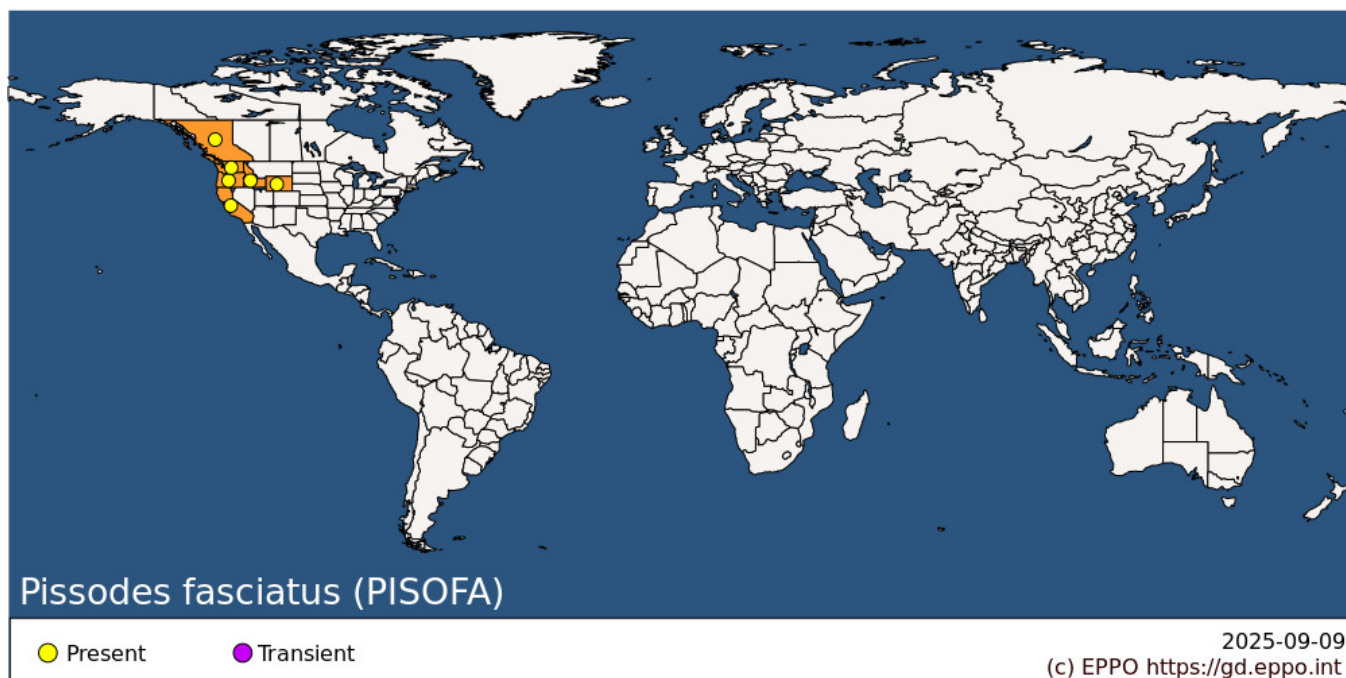 Pissodes fasciatus (PISOFA)
Present
Transient
2025-09-09
(c) EPPO https://gd.eppo.int